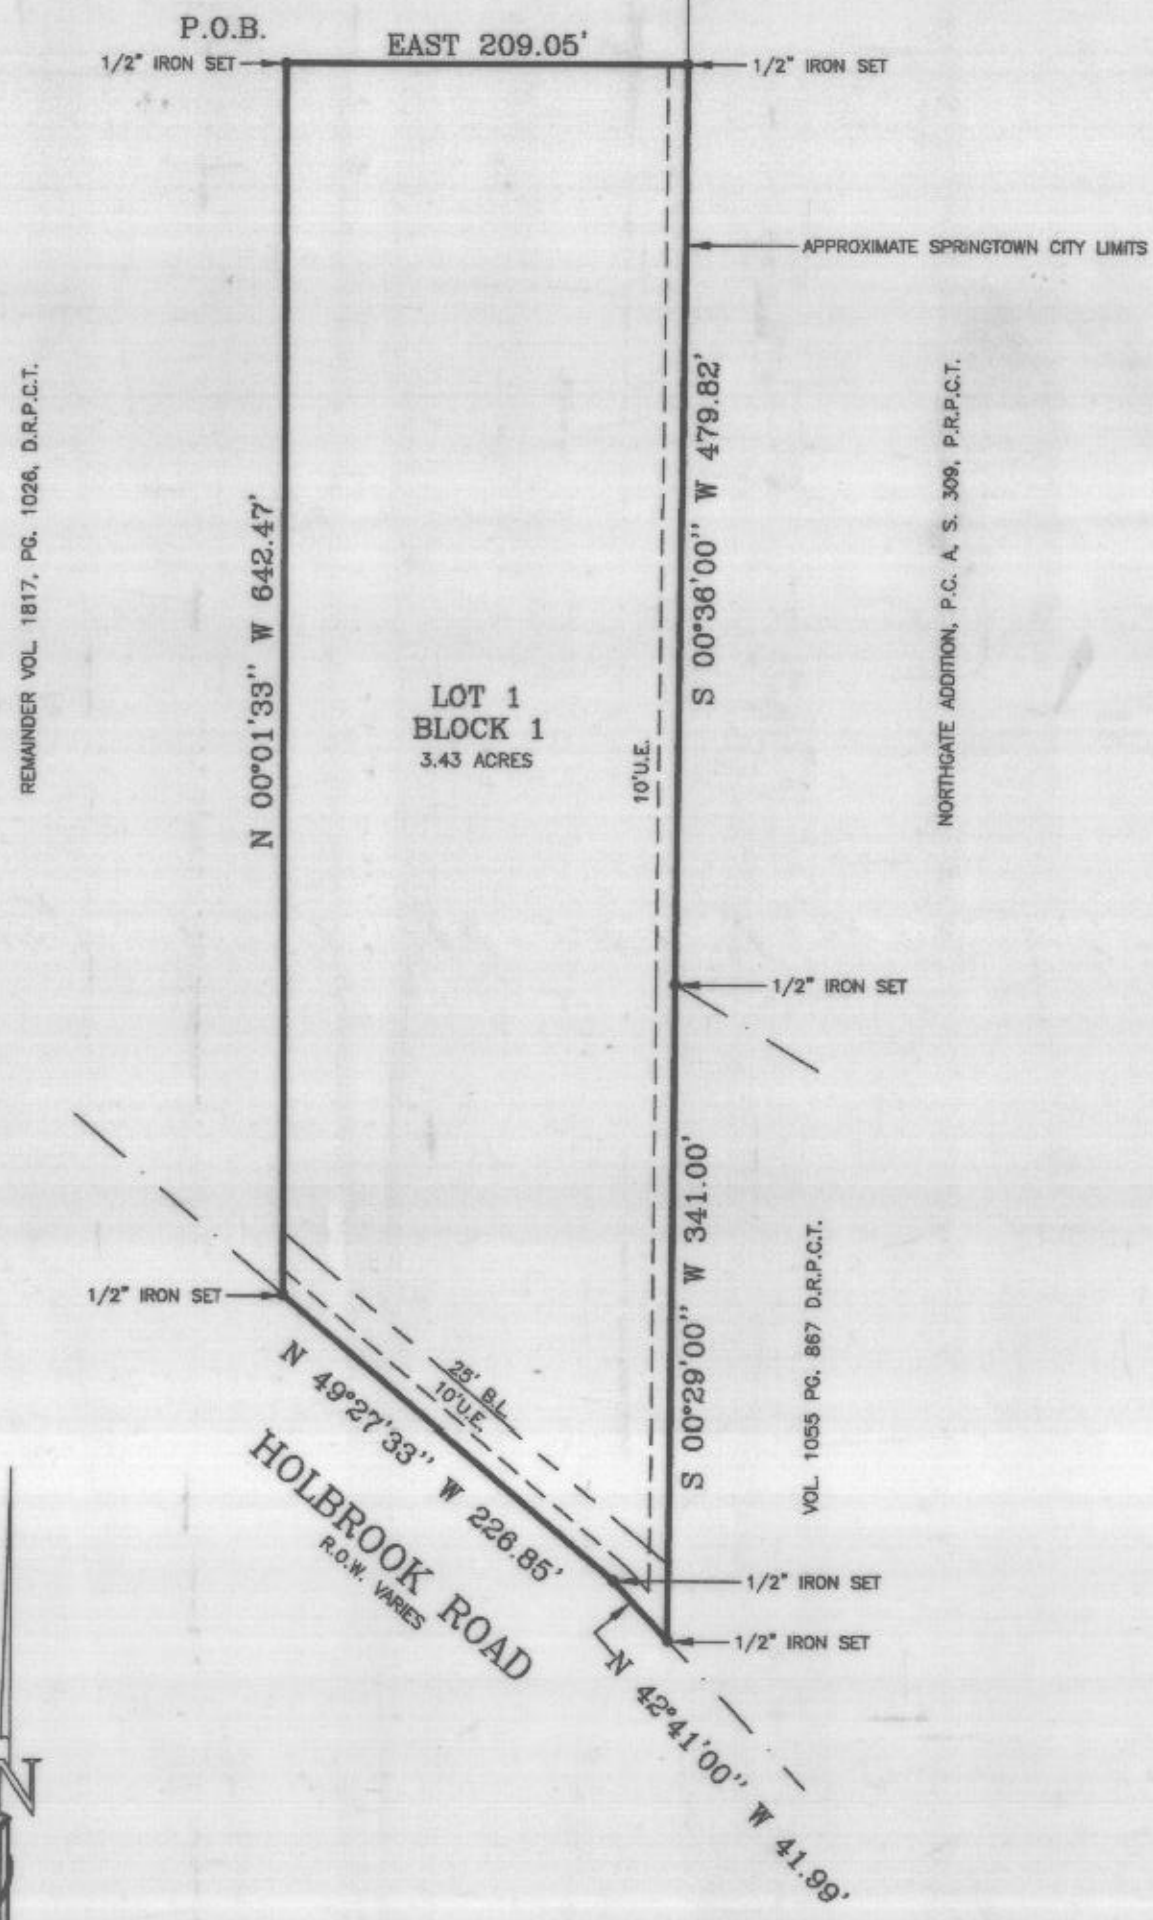 P.O.B.
1/2" IRON SET
EAST 209.05'
1/2" IRON SET
APPROXIMATE SPRINGTOWN CITY LIMITS
REMAINDER VOL. 1817, PG. 1026, D.R.P.C.T.
N 00°01'33" W 642.47'
LOT 1
BLOCK 1
3.43 ACRES
10'U.E.
S 00°36'00" W 479.82'
NORTHGATE ADDITION, P.C. A, S. 309, P.R.P.C.T.
1/2" IRON SET
S 00°29'00" W 341.00'
VOL. 1055 PG. 867 D.R.P.C.T.
1/2" IRON SET
25' B.L.
10'U.E.
N 49°27'33" W 226.85'
HOLBROOK ROAD
R.O.W. VARIES
1/2" IRON SET
1/2" IRON SET
N 42°41'00" W 41.99'
N